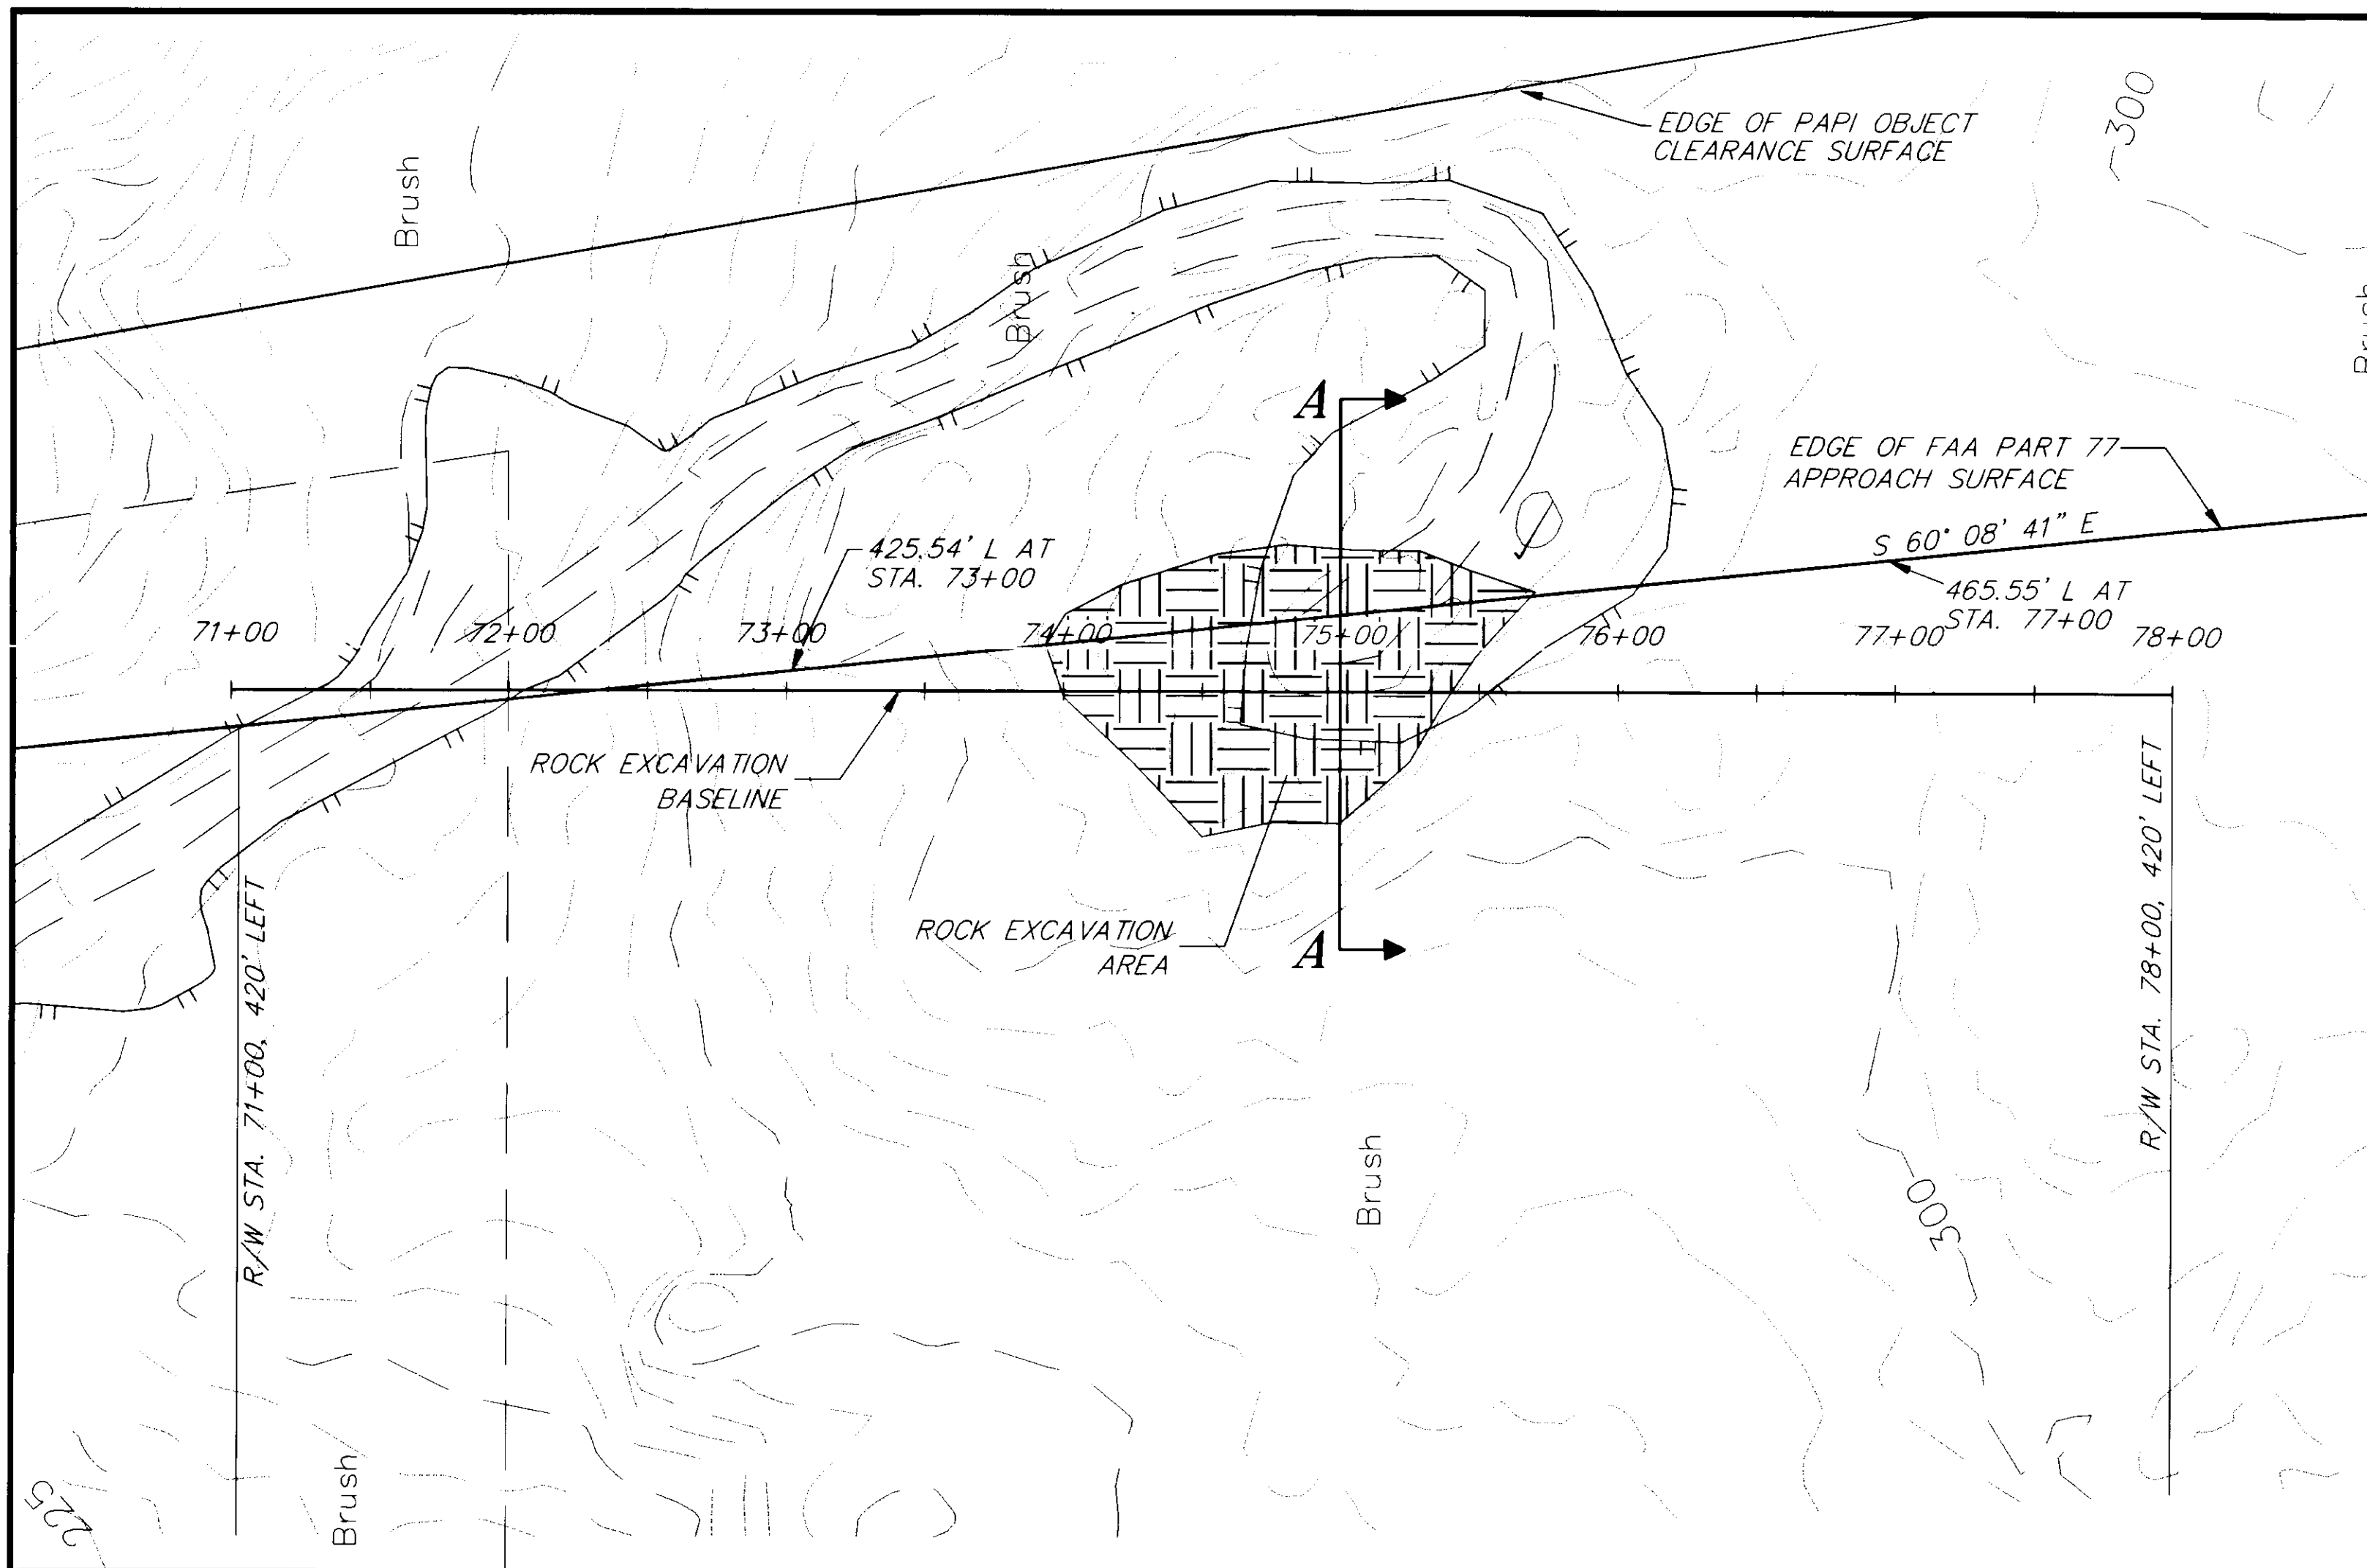 EDGE OF PAPI OBJECT
CLEARANCE SURFACE
300
Brush
Brush
Brush
A
EDGE OF FAA PART 77
APPROACH SURFACE
S 60° 08' 41" E
425.54' L AT
STA. 73+00
465.55' L AT
STA. 77+00
71+00
72+00
73+00
74+00
75+00
76+00
77+00
78+00
ROCK EXCAVATION
BASELINE
ROCK EXCAVATION
AREA
A
R/W STA. 71+00, 420' LEFT
R/W STA. 78+00, 420' LEFT
Brush
300
Brush
225